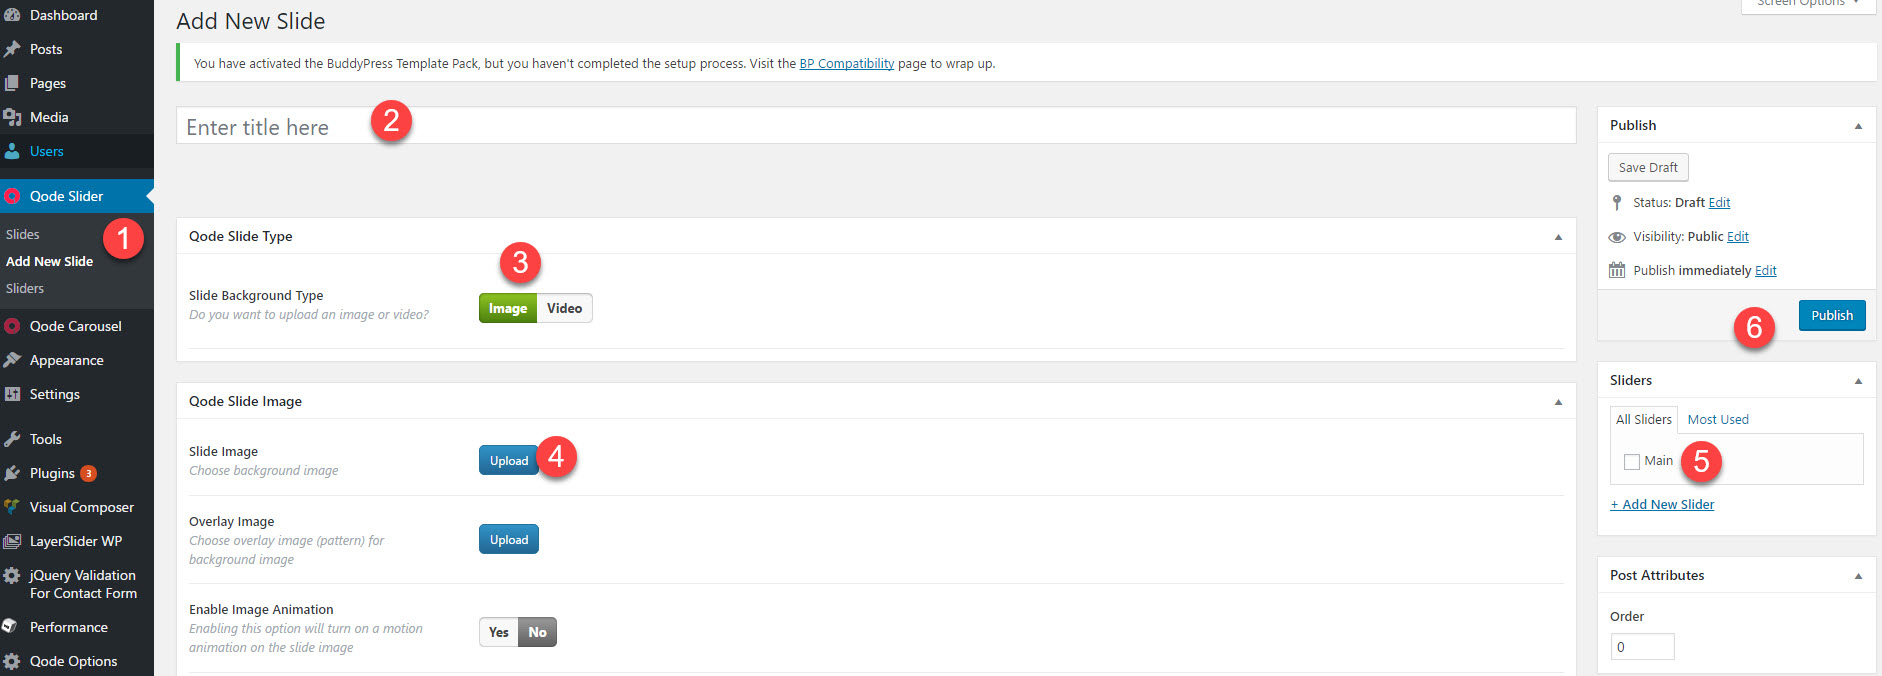 Dashboard
Posts
Pages
Media
Users
Qode Slider
Slides
1
Add New Slide
Sliders
Qode Carousel
Appearance
Settings
Tools
Plugins 3
Visual Composer
LayerSlider WP
jQuery Validation
For Contact Form
Performance
Qode Options
Screen Options
Add New Slide
You have activated the BuddyPress Template Pack, but you haven't completed the setup process. Visit the BP Compatibility page to wrap up.
Enter title here
2
Qode Slide Type
3
Slide Background Type
Do you want to upload an image or video?
Image Video
Qode Slide Image
Slide Image
Choose background image
Upload 4
Overlay Image
Choose overlay image (pattern) for
background image
Upload
Enable Image Animation
Enabling this option will turn on a motion
animation on the slide image
Yes No
Publish
Save Draft
Status: Draft Edit
Visibility: Public Edit
Publish immediately Edit
6 Publish
Sliders
All Sliders Most Used
Main 5
+ Add New Slider
Post Attributes
Order
0